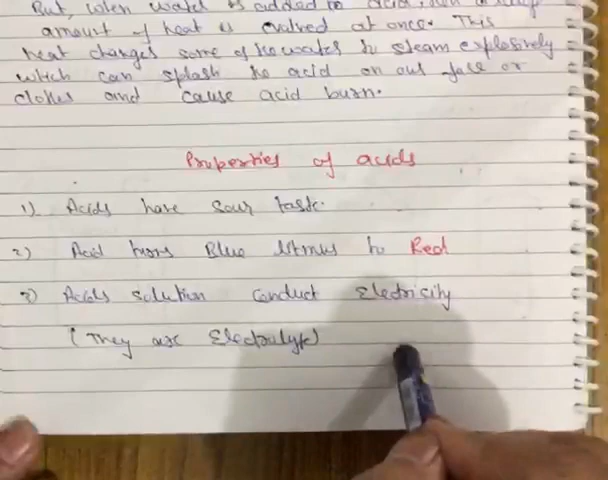 But, when water is added to acid, then a large
amount of heat is evolved at once. This
heat changes some of the water to steam explosively
which can splash the acid on our face or
clothes and cause acid burn.
Properties of acids
1) Acids have sour taste.
2) Acid turns Blue litmus to Red
3) Acids solution conduct Electricity
(They are Electrolyte)